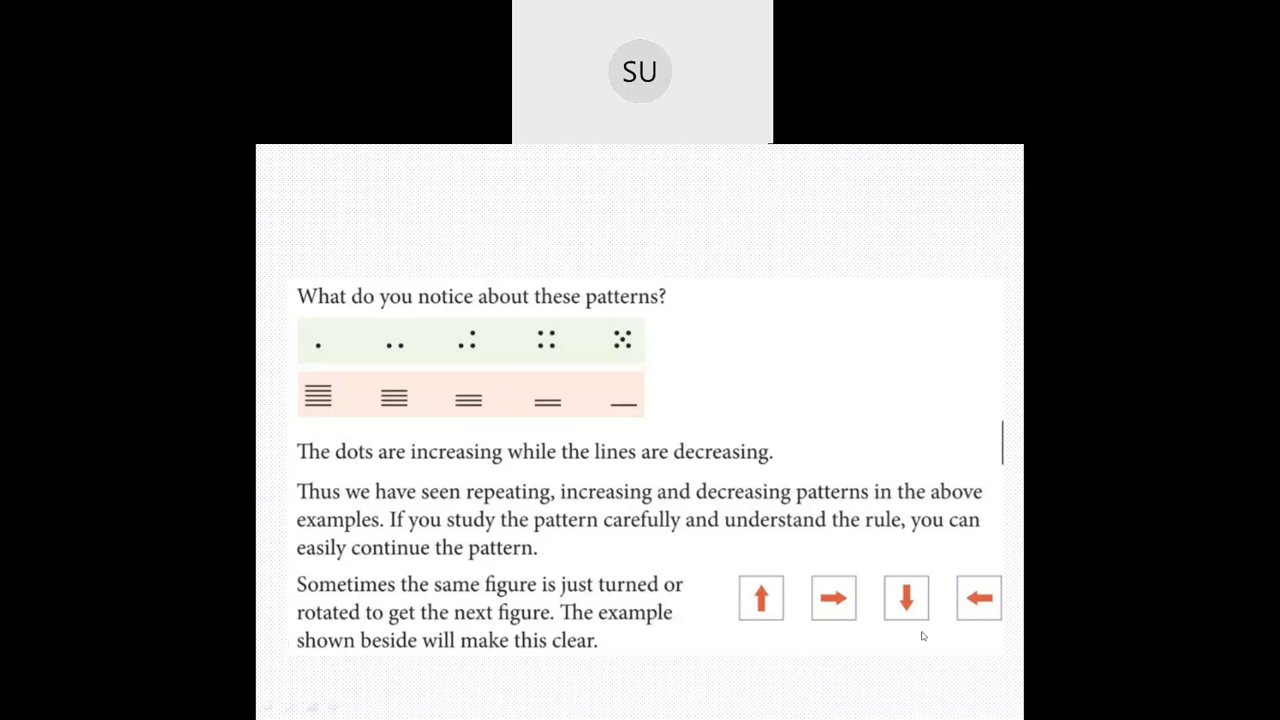 SU
What do you notice about these patterns?
The dots are increasing while the lines are decreasing.
Thus we have seen repeating, increasing and decreasing patterns in the above
examples. If you study the pattern carefully and understand the rule, you can
easily continue the pattern.
Sometimes the same figure is just turned or
rotated to get the next figure. The example
shown beside will make this clear.